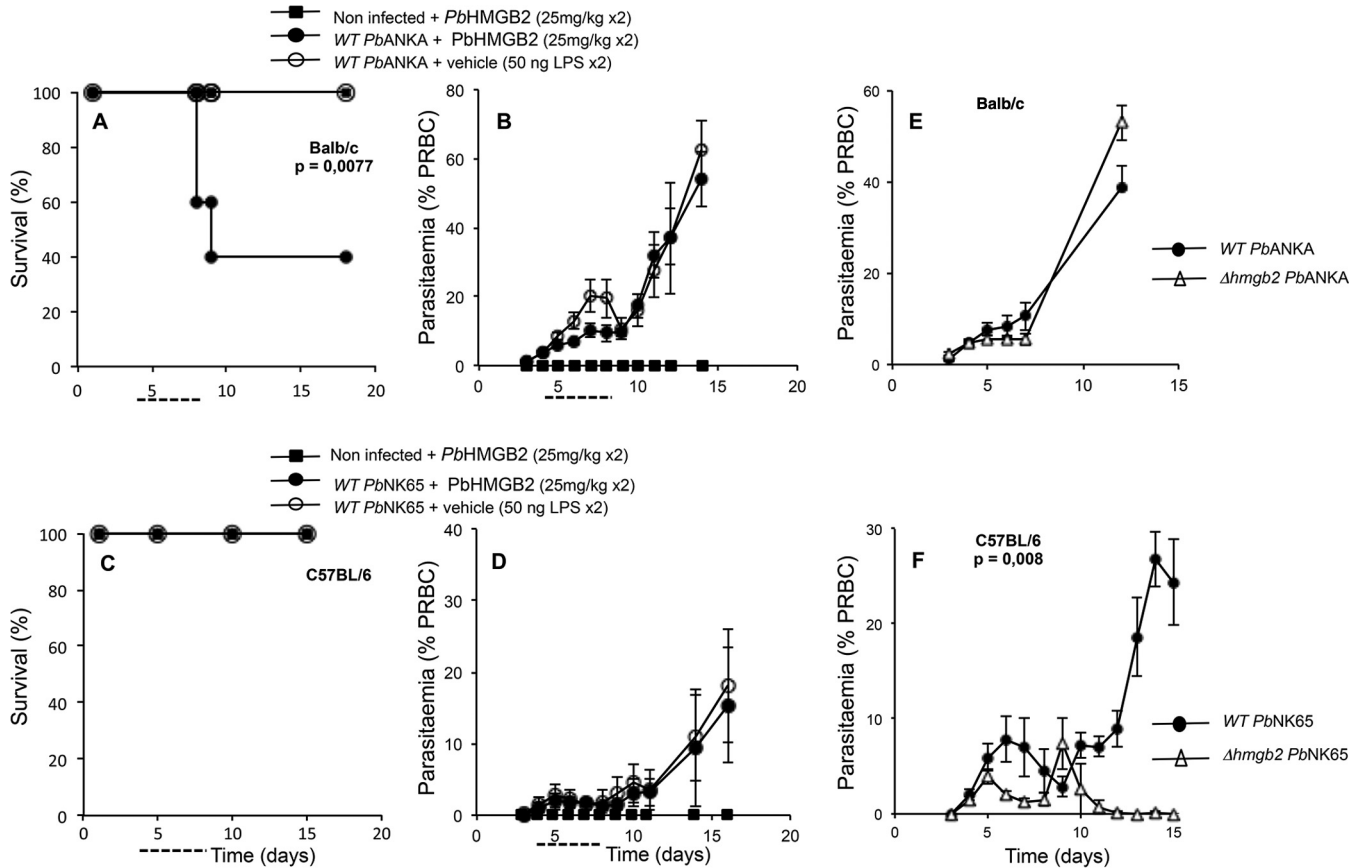 Non infected + PbHMGB2 (25mg/kg x2)
WT PbANKA + PbHMGB2 (25mg/kg x2)
WT PbANKA + vehicle (50 ng LPS x2)
A
Balb/c
p = 0,0077
Survival (%)
100
80
60
40
20
0
0 5 10 15 20
B
Parasitaemia (% PRBC)
80
60
40
20
0
0 5 10 15 20
E
Balb/c
Parasitaemia (% PRBC)
60
40
20
0
0 5 10 15
WT PbANKA
Δhmgb2 PbANKA
Non infected + PbHMGB2 (25mg/kg x2)
WT PbNK65 + PbHMGB2 (25mg/kg x2)
WT PbNK65 + vehicle (50 ng LPS x2)
C
C57BL/6
Survival (%)
100
80
60
40
20
0
0 5 10 15 20
Time (days)
D
Parasitaemia (% PRBC)
40
30
20
10
0
0 5 10 15 20
Time (days)
F
C57BL/6
p = 0,008
Parasitaemia (% PRBC)
30
20
10
0
0 5 10 15
Time (days)
WT PbNK65
Δhmgb2 PbNK65